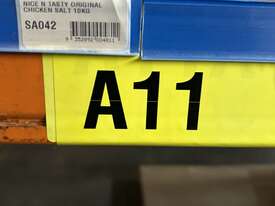 NICE N TASTY ORIGINAL
CHICKEN SALT 10KG
SA042
A11